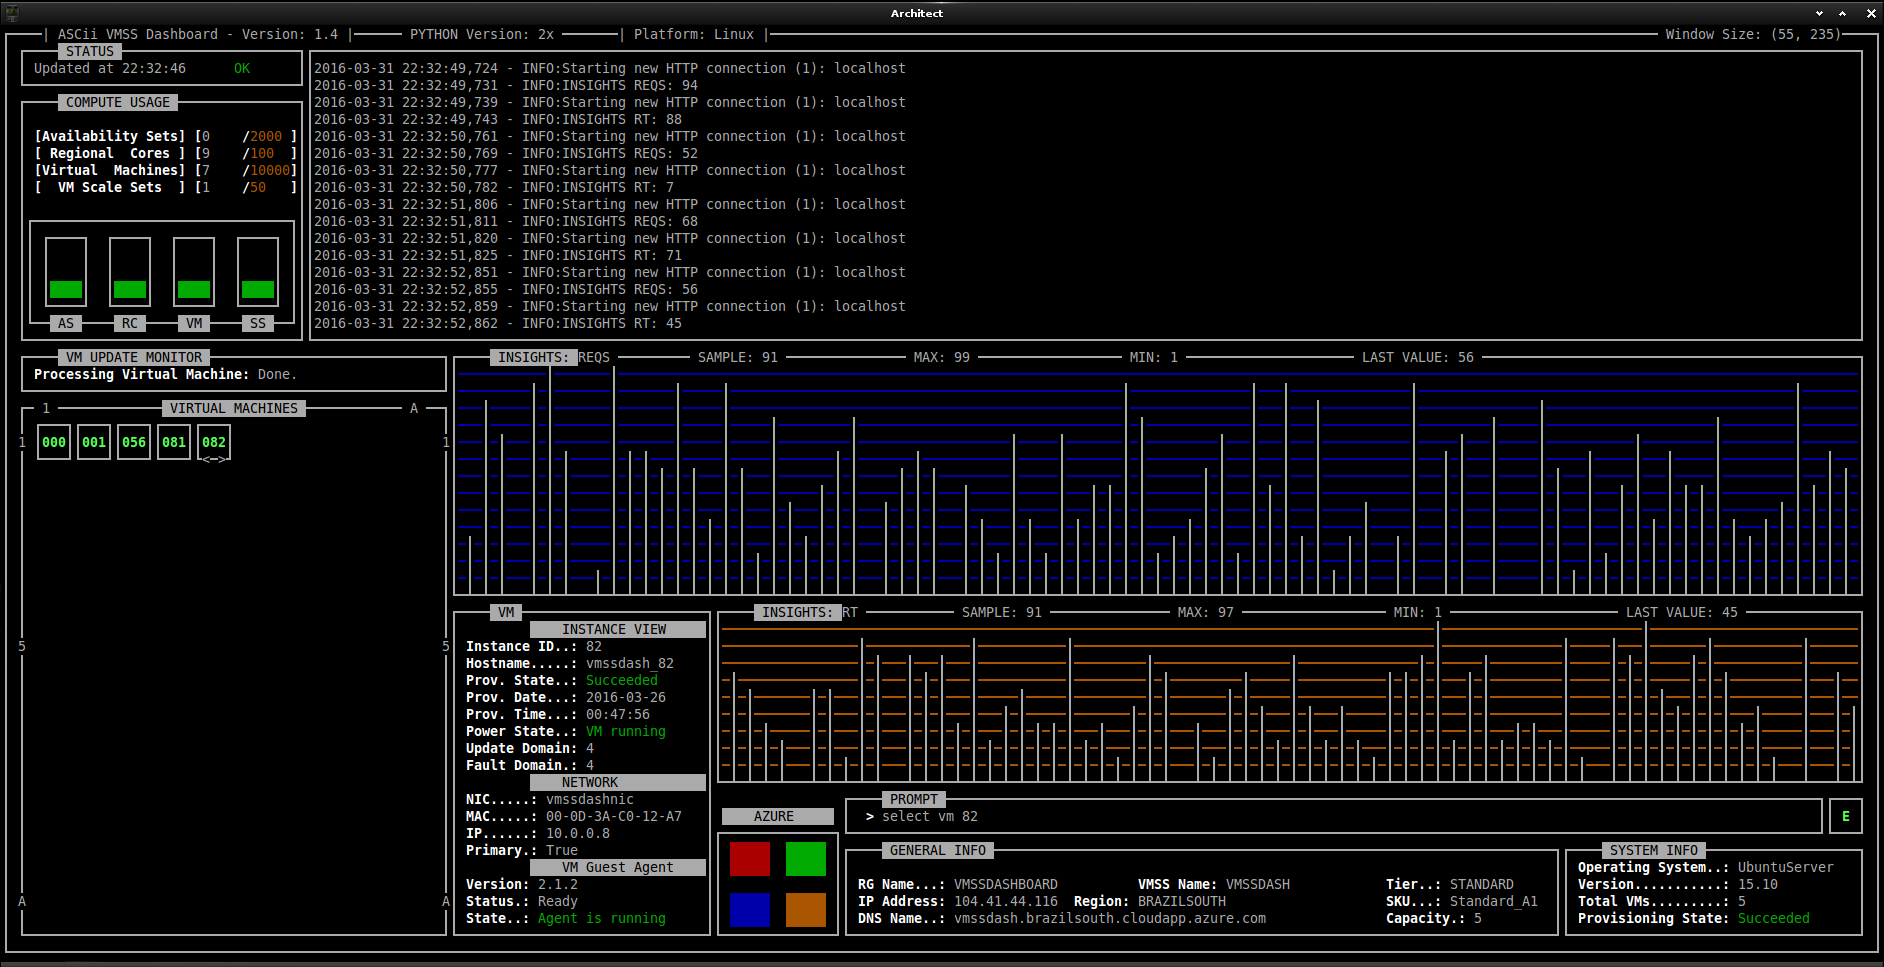 Architect
| ASCii VMSS Dashboard - Version: 1.4 | PYTHON Version: 2x | Platform: Linux | Window Size: (55, 235)
STATUS
Updated at 22:32:46 OK
2016-03-31 22:32:49,724 - INFO:Starting new HTTP connection (1): localhost
2016-03-31 22:32:49,731 - INFO:INSIGHTS REQS: 94
2016-03-31 22:32:49,739 - INFO:Starting new HTTP connection (1): localhost
2016-03-31 22:32:49,743 - INFO:INSIGHTS RT: 88
2016-03-31 22:32:50,761 - INFO:Starting new HTTP connection (1): localhost
2016-03-31 22:32:50,769 - INFO:INSIGHTS REQS: 52
2016-03-31 22:32:50,777 - INFO:Starting new HTTP connection (1): localhost
2016-03-31 22:32:50,782 - INFO:INSIGHTS RT: 7
2016-03-31 22:32:51,806 - INFO:Starting new HTTP connection (1): localhost
2016-03-31 22:32:51,811 - INFO:INSIGHTS REQS: 68
2016-03-31 22:32:51,820 - INFO:Starting new HTTP connection (1): localhost
2016-03-31 22:32:51,825 - INFO:INSIGHTS RT: 71
2016-03-31 22:32:52,851 - INFO:Starting new HTTP connection (1): localhost
2016-03-31 22:32:52,855 - INFO:INSIGHTS REQS: 56
2016-03-31 22:32:52,859 - INFO:Starting new HTTP connection (1): localhost
2016-03-31 22:32:52,862 - INFO:INSIGHTS RT: 45
COMPUTE USAGE
[Availability Sets] [0 /2000 ]
[ Regional Cores ] [9 /100 ]
[Virtual Machines] [7 /10000]
[ VM Scale Sets ] [1 /50 ]
AS RC VM SS
VM UPDATE MONITOR
Processing Virtual Machine: Done.
1 VIRTUAL MACHINES A
1 000 001 056 081 082 1
<->
5 5
A A
INSIGHTS: REQS SAMPLE: 91 MAX: 99 MIN: 1 LAST VALUE: 56
VM
INSTANCE VIEW
Instance ID..: 82
Hostname.....: vmssdash_82
Prov. State..: Succeeded
Prov. Date...: 2016-03-26
Prov. Time...: 00:47:56
Power State..: VM running
Update Domain: 4
Fault Domain.: 4
NETWORK
NIC.....: vmssdashnic
MAC.....: 00-0D-3A-C0-12-A7
IP......: 10.0.0.8
Primary.: True
VM Guest Agent
Version: 2.1.2
Status.: Ready
State..: Agent is running
INSIGHTS: RT SAMPLE: 91 MAX: 97 MIN: 1 LAST VALUE: 45
AZURE
PROMPT
> select vm 82
E
GENERAL INFO
RG Name...: VMSSDASHBOARD VMSS Name: VMSSDASH Tier..: STANDARD
IP Address: 104.41.44.116 Region: BRAZILSOUTH SKU...: Standard_A1
DNS Name..: vmssdash.brazilsouth.cloudapp.azure.com Capacity.: 5
SYSTEM INFO
Operating System..: UbuntuServer
Version...........: 15.10
Total VMs.........: 5
Provisioning State: Succeeded